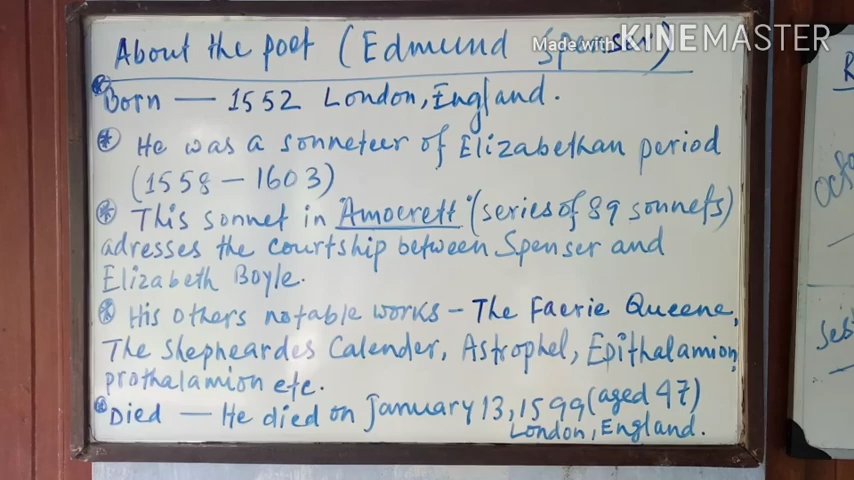 About the poet (Edmund Spenser)
Made with KINEMASTER
Born — 1552 London, England.
He was a sonneteer of Elizabethan period
(1558 – 1603)
This sonnet in "Amoerett" (series of 89 sonnets)
adresses the courtship between Spenser and
Elizabeth Boyle.
His others notable works – The Faerie Queene,
The Shepheardes Calender, Astrophel, Epithalamion,
prothalamion etc.
Died — He died on January 13, 1599 (aged 47)
London, England.
R